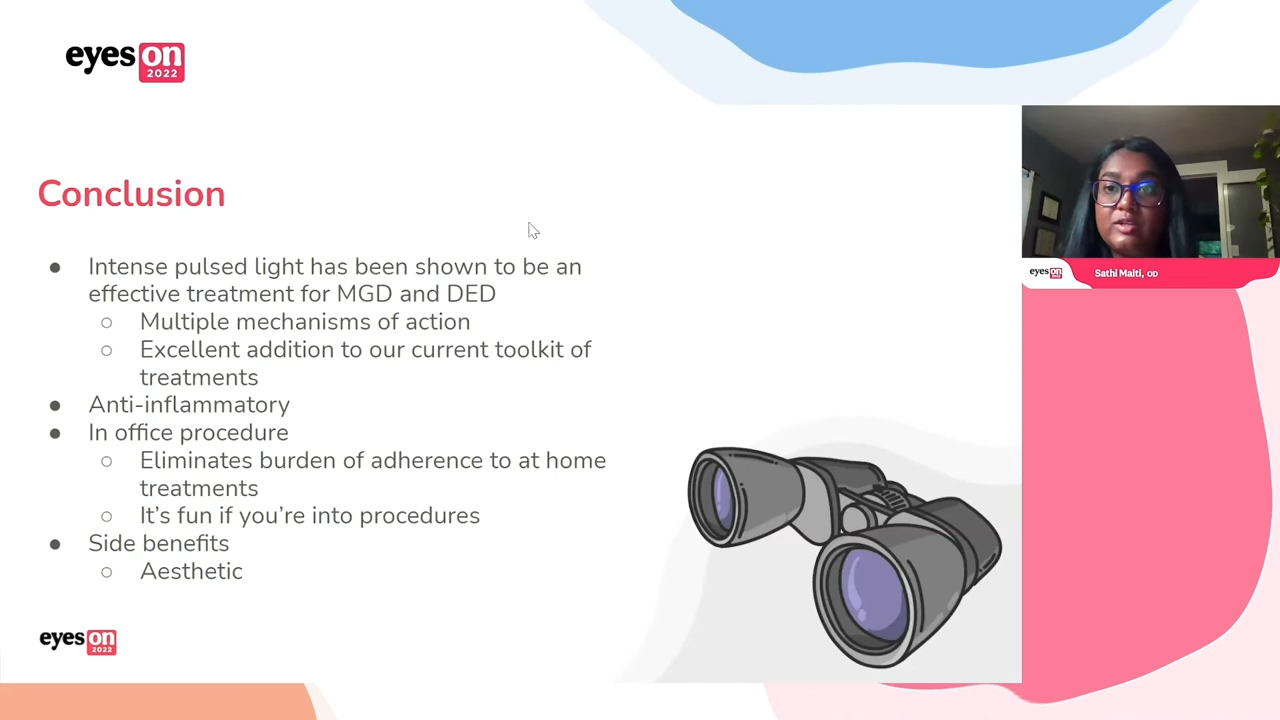 eyes on
2022
Conclusion
● Intense pulsed light has been shown to be an
effective treatment for MGD and DED
○ Multiple mechanisms of action
○ Excellent addition to our current toolkit of
treatments
● Anti-inflammatory
● In office procedure
○ Eliminates burden of adherence to at home
treatments
○ It's fun if you're into procedures
● Side benefits
○ Aesthetic
eyes on
2022
eyes on
2022
Sathi Maiti, OD